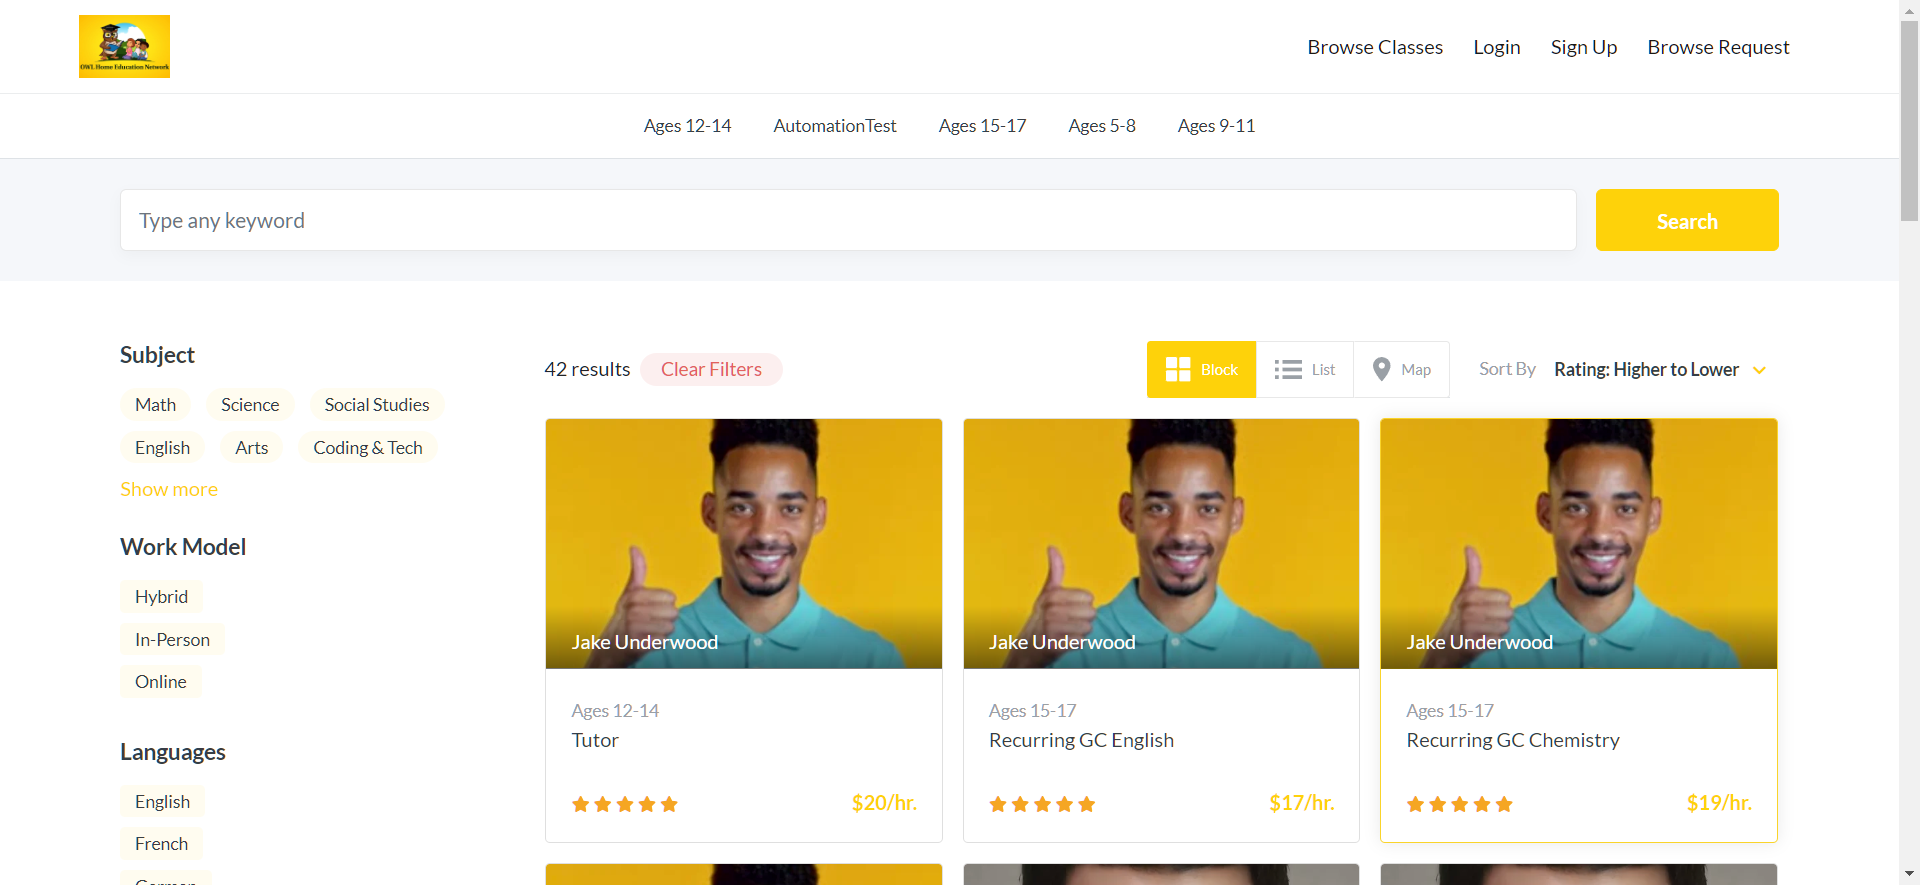 OWL Home Education Network
Browse Classes
Login
Sign Up
Browse Request
Ages 12-14
AutomationTest
Ages 15-17
Ages 5-8
Ages 9-11
Type any keyword
Search
Subject
Math
Science
Social Studies
English
Arts
Coding & Tech
Show more
Work Model
Hybrid
In-Person
Online
Languages
English
French
German
42 results
Clear Filters
Block
List
Map
Sort By
Rating: Higher to Lower
Jake Underwood
Ages 12-14
Tutor
$20/hr.
Jake Underwood
Ages 15-17
Recurring GC English
$17/hr.
Jake Underwood
Ages 15-17
Recurring GC Chemistry
$19/hr.